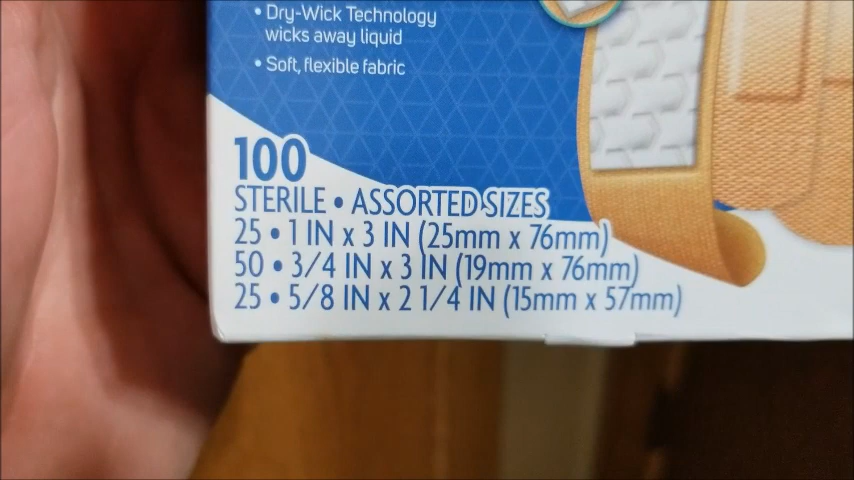 • Dry-Wick Technology
wicks away liquid
• Soft, flexible fabric
100
STERILE • ASSORTED SIZES
25 • 1 IN x 3 IN (25mm x 76mm)
50 • 3/4 IN x 3 IN (19mm x 76mm)
25 • 5/8 IN x 2 1/4 IN (15mm x 57mm)